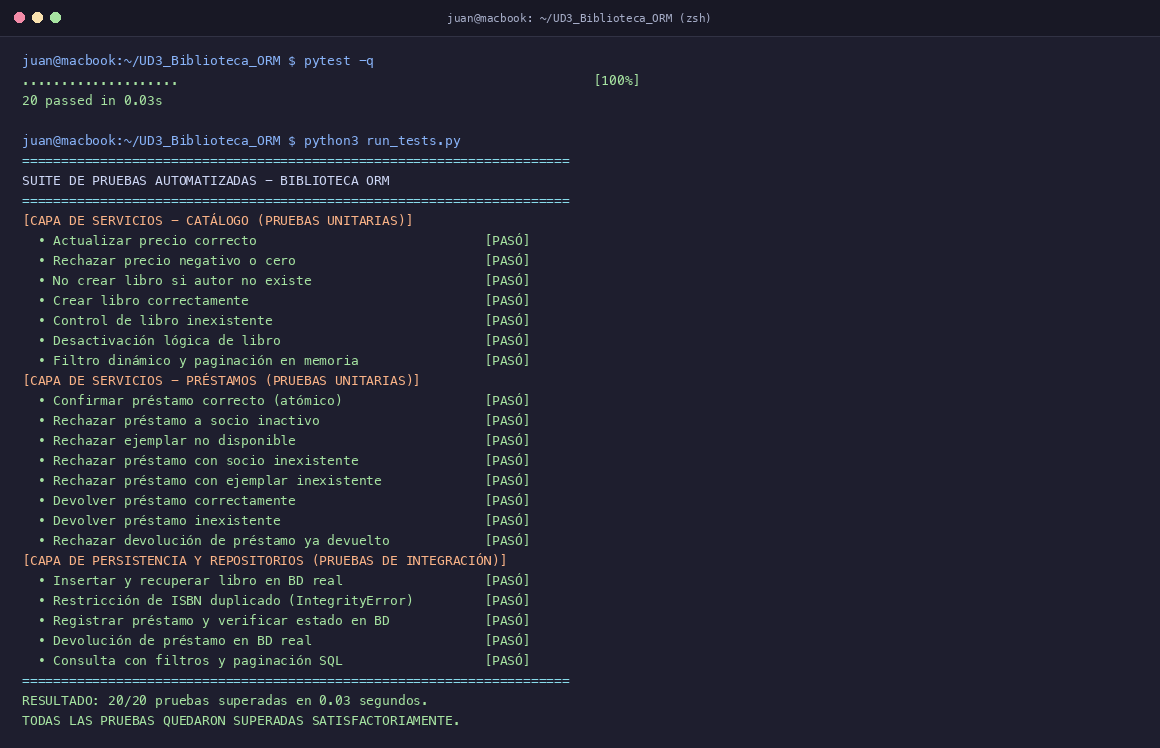 juan@macbook: ~/UD3_Biblioteca_ORM (zsh)
juan@macbook:~/UD3_Biblioteca_ORM $ pytest -q
.................... [100%]
20 passed in 0.03s
juan@macbook:~/UD3_Biblioteca_ORM $ python3 run_tests.py
======================================================================
SUITE DE PRUEBAS AUTOMATIZADAS - BIBLIOTECA ORM
======================================================================
[CAPA DE SERVICIOS - CATÁLOGO (PRUEBAS UNITARIAS)]
• Actualizar precio correcto [PASÓ]
• Rechazar precio negativo o cero [PASÓ]
• No crear libro si autor no existe [PASÓ]
• Crear libro correctamente [PASÓ]
• Control de libro inexistente [PASÓ]
• Desactivación lógica de libro [PASÓ]
• Filtro dinámico y paginación en memoria [PASÓ]
[CAPA DE SERVICIOS - PRÉSTAMOS (PRUEBAS UNITARIAS)]
• Confirmar préstamo correcto (atómico) [PASÓ]
• Rechazar préstamo a socio inactivo [PASÓ]
• Rechazar ejemplar no disponible [PASÓ]
• Rechazar préstamo con socio inexistente [PASÓ]
• Rechazar préstamo con ejemplar inexistente [PASÓ]
• Devolver préstamo correctamente [PASÓ]
• Devolver préstamo inexistente [PASÓ]
• Rechazar devolución de préstamo ya devuelto [PASÓ]
[CAPA DE PERSISTENCIA Y REPOSITORIOS (PRUEBAS DE INTEGRACIÓN)]
• Insertar y recuperar libro en BD real [PASÓ]
• Restricción de ISBN duplicado (IntegrityError) [PASÓ]
• Registrar préstamo y verificar estado en BD [PASÓ]
• Devolución de préstamo en BD real [PASÓ]
• Consulta con filtros y paginación SQL [PASÓ]
======================================================================
RESULTADO: 20/20 pruebas superadas en 0.03 segundos.
TODAS LAS PRUEBAS QUEDARON SUPERADAS SATISFACTORIAMENTE.